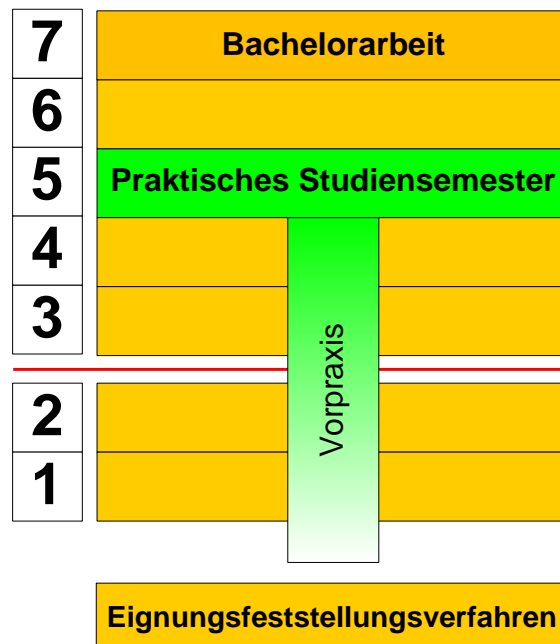 7 Bachelorarbeit
6
5 Praktisches Studiensemester
4
3
Vorpraxis
2
1
Eignungsfeststellungsverfahren